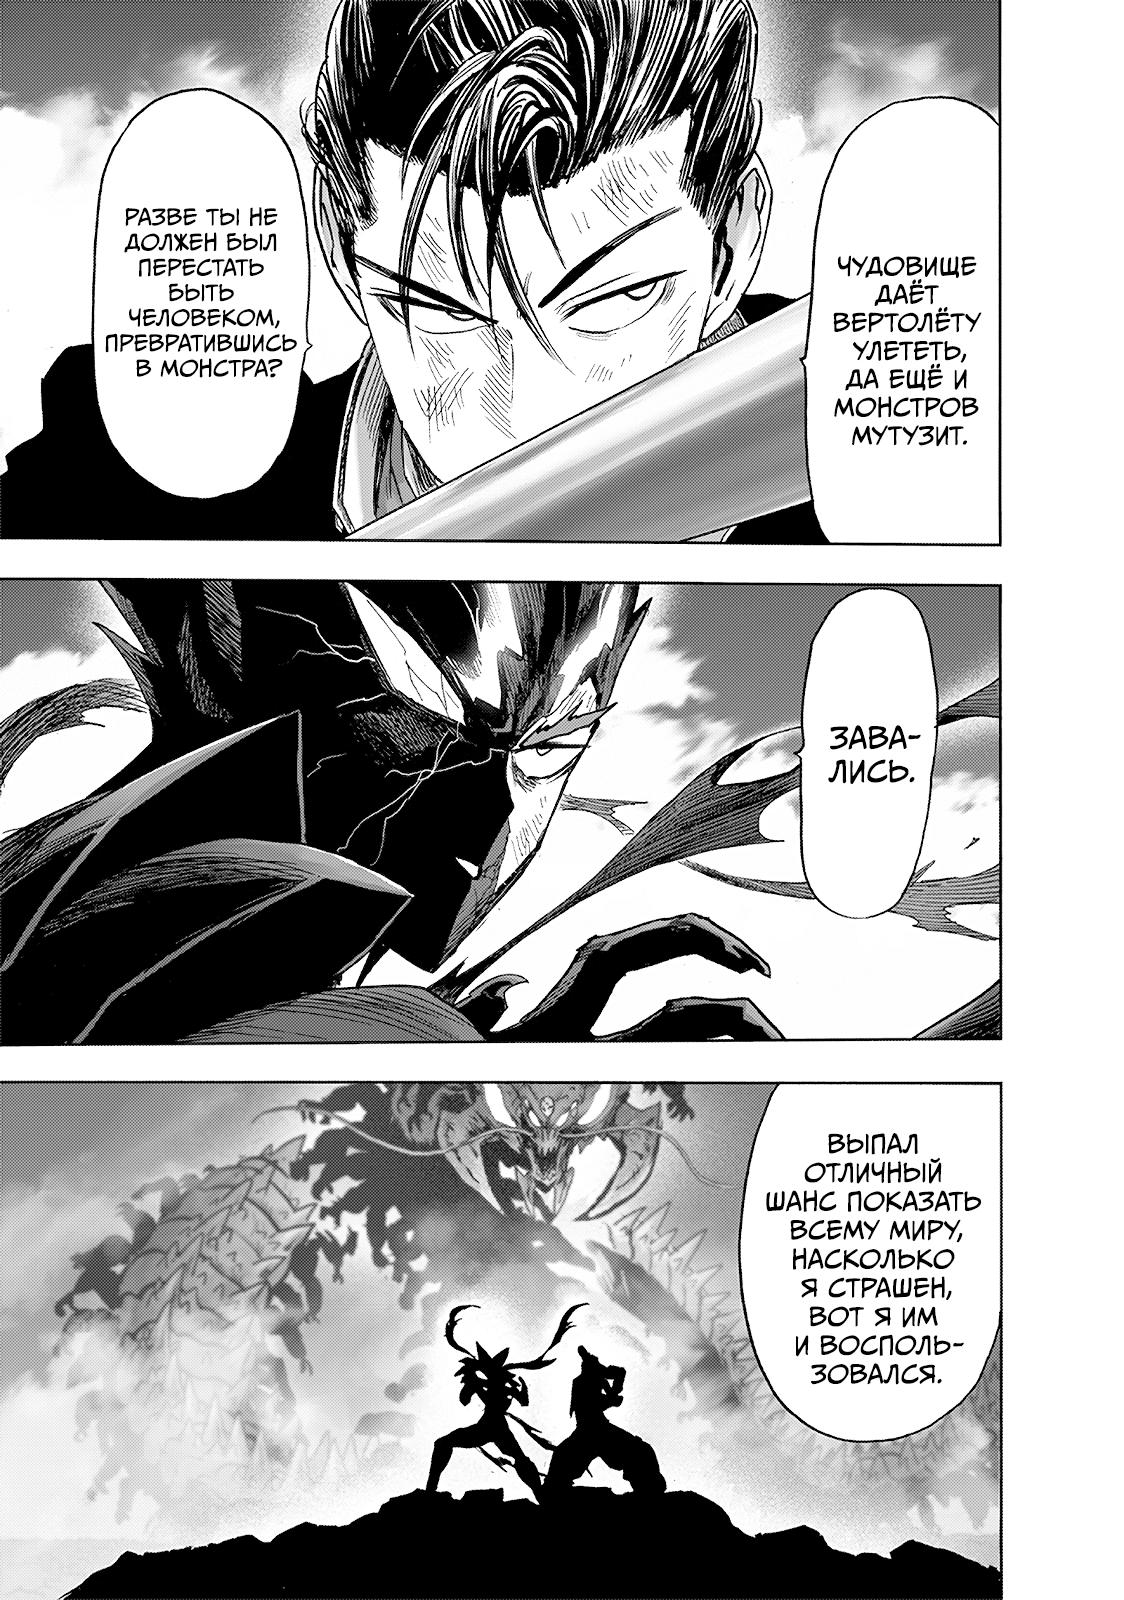 ЧУДОВИЩЕ
ДАЁТ
ВЕРТОЛЁТУ
УЛЕТЕТЬ,
ДА ЕЩЁ И
МОНСТРОВ
МУТУЗИТ.
РАЗВЕ ТЫ НЕ
ДОЛЖЕН БЫЛ
ПЕРЕСТАТЬ
БЫТЬ
ЧЕЛОВЕКОМ,
ПРЕВРАТИВШИСЬ
В МОНСТРА?
ЗАВА-
ЛИСЬ.
ВЫПАЛ
ОТЛИЧНЫЙ
ШАНС ПОКАЗАТЬ
ВСЕМУ МИРУ,
НАСКОЛЬКО
Я СТРАШЕН,
ВОТ Я ИМ
И ВОСПОЛЬ-
ЗОВАЛСЯ.